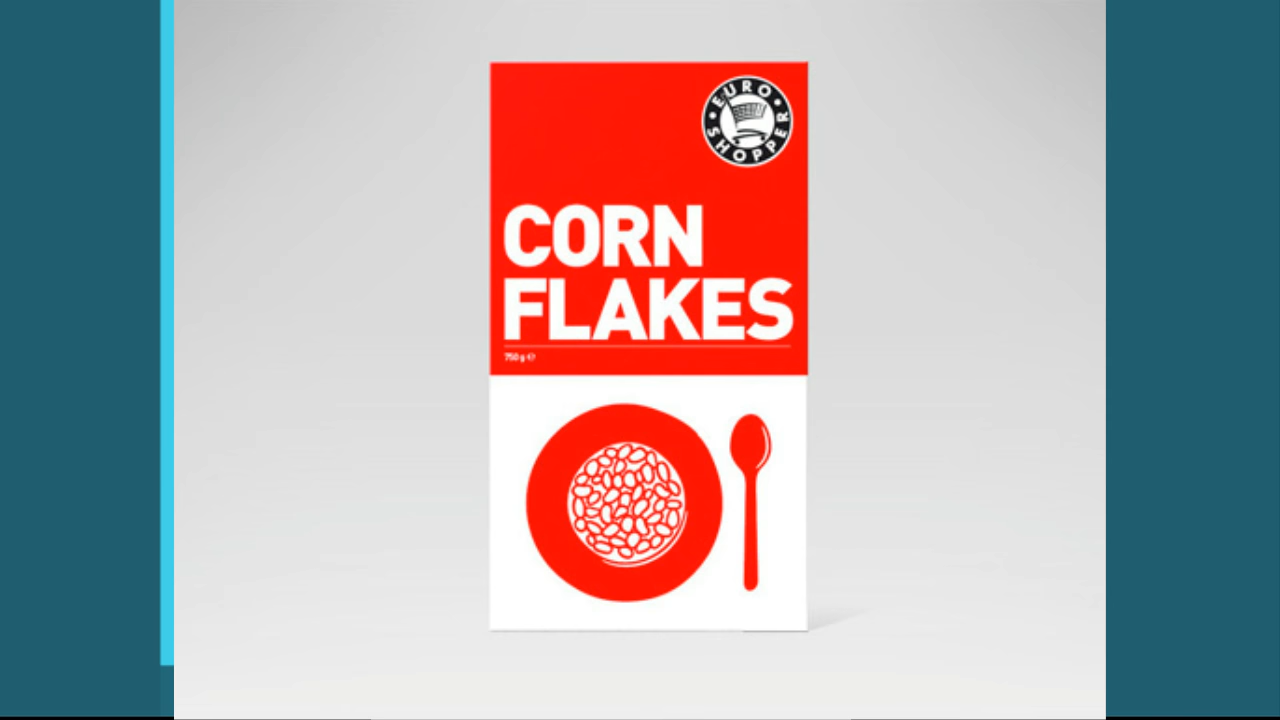 EURO
SHOPPER
CORN
FLAKES
750 g ℮